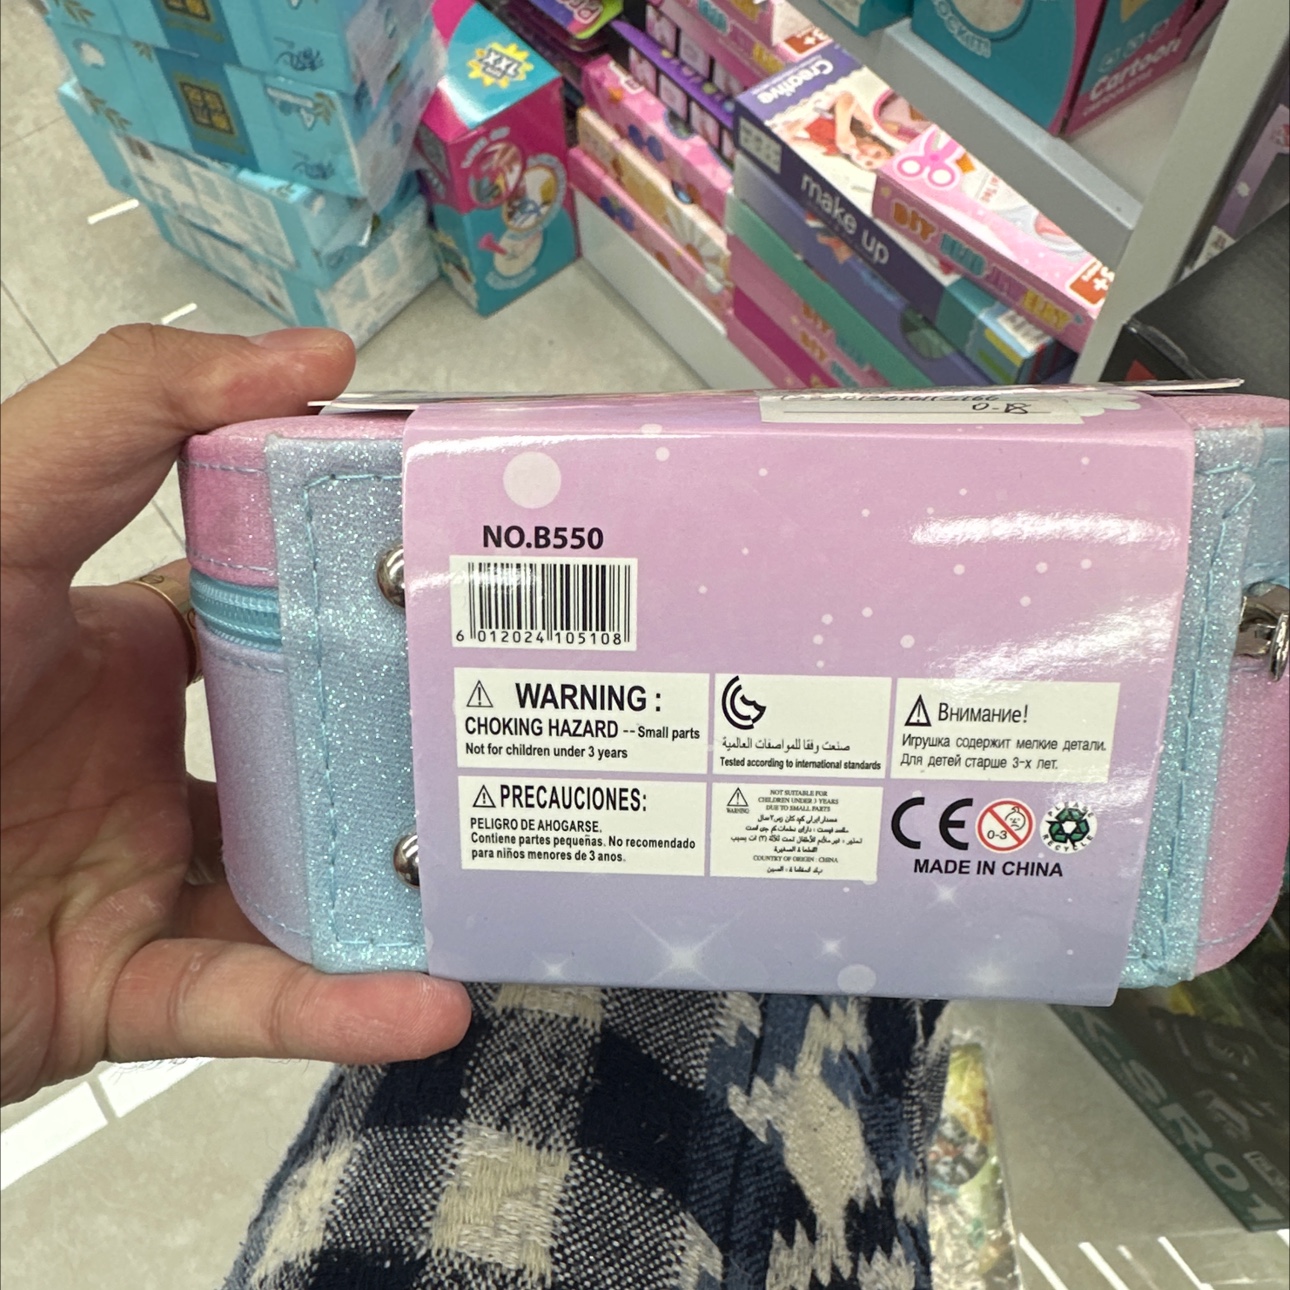 XXL
Creative
make up
Cartoon
NO.B550
6 012024 105108
WARNING :
CHOKING HAZARD -- Small parts
Not for children under 3 years
صنعت وفقا للمواصفات العالمية
Tested according to international standards
Внимание!
Игрушка содержит мелкие детали.
Для детей старше 3-х лет.
PRECAUCIONES:
PELIGRO DE AHOGARSE.
Contiene partes pequeñas. No recomendado
para niños menores de 3 anos.
WARNING
NOT SUITABLE FOR
CHILDREN UNDER 3 YEARS
DUE TO SMALL PARTS
COUNTRY OF ORIGIN : CHINA
CE
0-3
PLEASE
RECYCLE
MADE IN CHINA